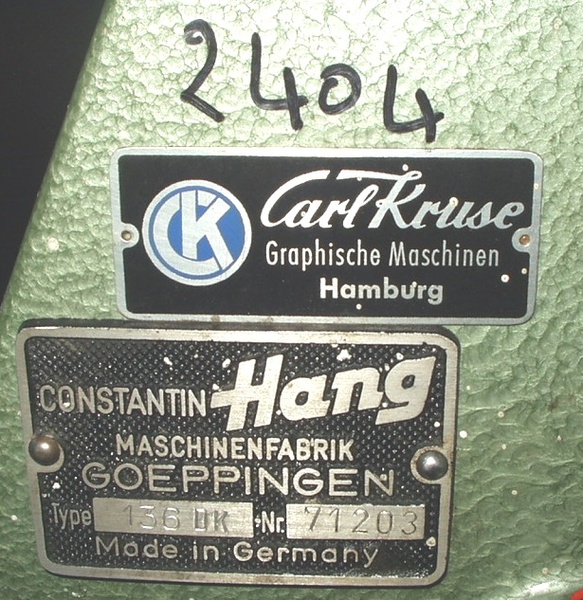 2404
CK
Carl Kruse
Graphische Maschinen
Hamburg
CONSTANTIN Hang
MASCHINENFABRIK
GOEPPINGEN
Type 136 DK Nr. 71203
Made in Germany